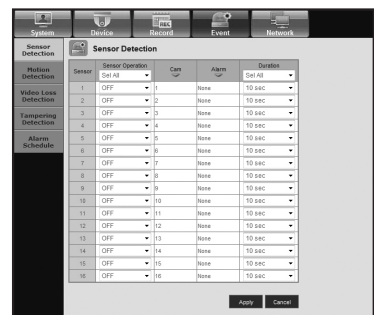 System Device Record Event Network
REC
Sensor Detection
Motion Detection
Video Loss Detection
Tampering Detection
Alarm Schedule
Sensor Detection
Sensor Sensor Operation Cam Alarm Duration
Sel All Sel All
1 OFF 1 None 10 sec
2 OFF 2 None 10 sec
3 OFF 3 None 10 sec
4 OFF 4 None 10 sec
5 OFF 5 None 10 sec
6 OFF 6 None 10 sec
7 OFF 7 None 10 sec
8 OFF 8 None 10 sec
9 OFF 9 None 10 sec
10 OFF 10 None 10 sec
11 OFF 11 None 10 sec
12 OFF 12 None 10 sec
13 OFF 13 None 10 sec
14 OFF 14 None 10 sec
15 OFF 15 None 10 sec
16 OFF 16 None 10 sec
Apply Cancel